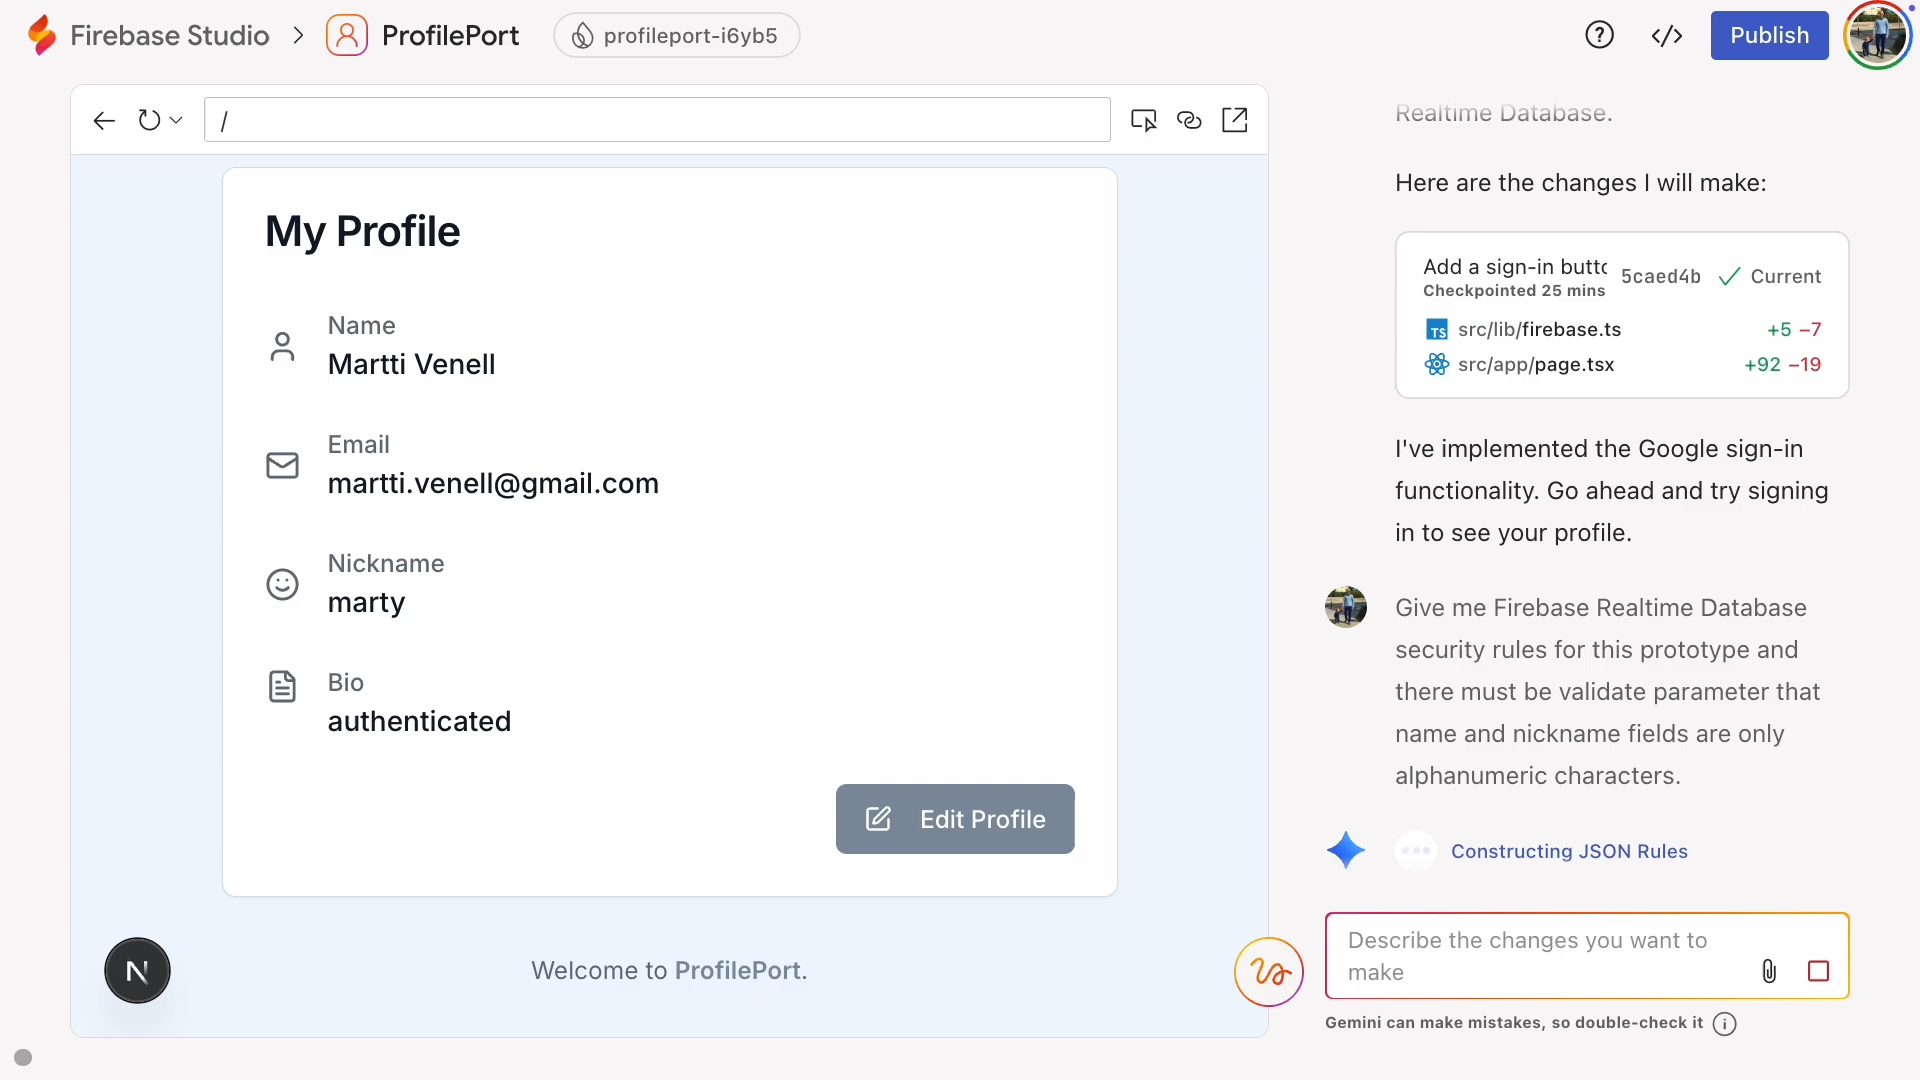 Firebase Studio
ProfilePort
profileport-i6yb5
Publish
/
My Profile
Name
Martti Venell
Email
martti.venell@gmail.com
Nickname
marty
Bio
authenticated
Edit Profile
Welcome to ProfilePort.
N
Realtime Database.
Here are the changes I will make:
Add a sign-in butto
5caed4b
Current
Checkpointed 25 mins
TS src/lib/firebase.ts +5 −7
src/app/page.tsx +92 −19
I've implemented the Google sign-in
functionality. Go ahead and try signing
in to see your profile.
Give me Firebase Realtime Database
security rules for this prototype and
there must be validate parameter that
name and nickname fields are only
alphanumeric characters.
Constructing JSON Rules
Describe the changes you want to
make
Gemini can make mistakes, so double-check it